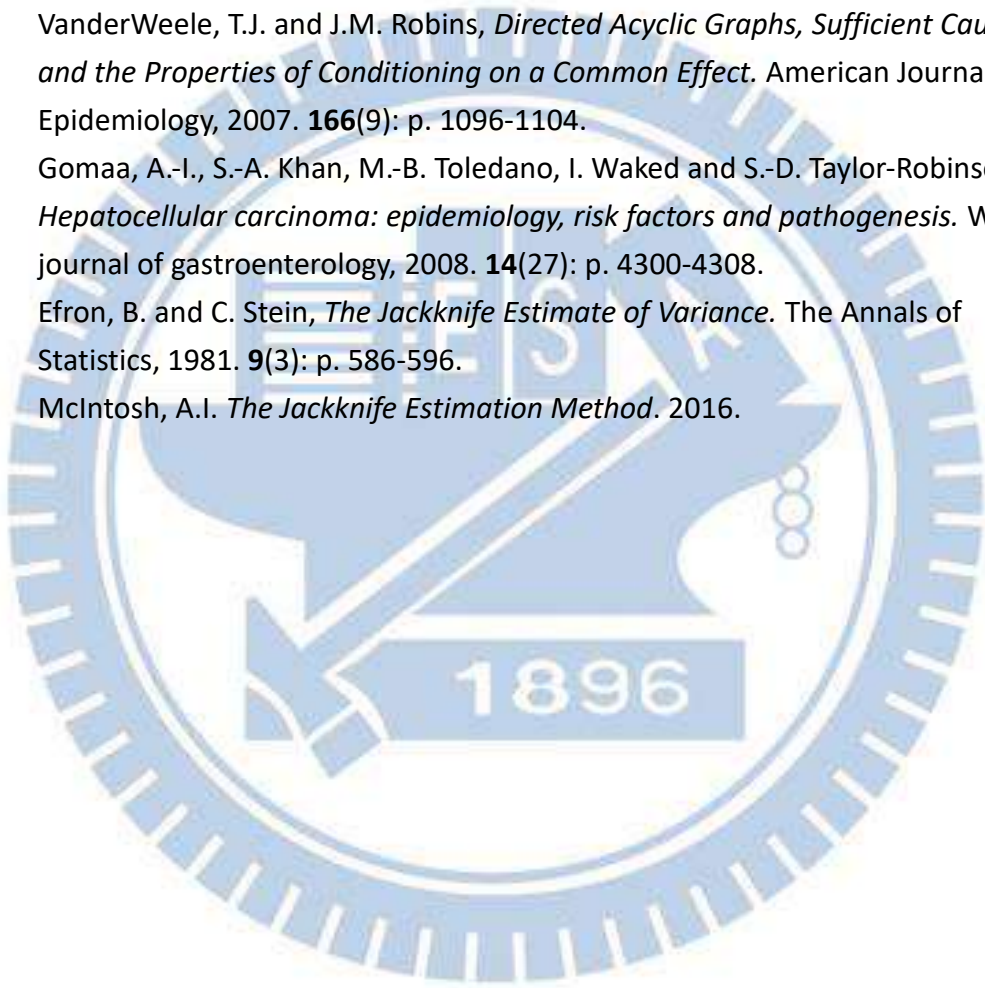 VanderWeele, T.J. and J.M. Robins, Directed Acyclic Graphs, Sufficient Cau
and the Properties of Conditioning on a Common Effect. American Journa
Epidemiology, 2007. 166(9): p. 1096-1104.
Gomaa, A.-I., S.-A. Khan, M.-B. Toledano, I. Waked and S.-D. Taylor-Robins
Hepatocellular carcinoma: epidemiology, risk factors and pathogenesis. W
journal of gastroenterology, 2008. 14(27): p. 4300-4308.
Efron, B. and C. Stein, The Jackknife Estimate of Variance. The Annals of
Statistics, 1981. 9(3): p. 586-596.
McIntosh, A.I. The Jackknife Estimation Method. 2016.
E S A
1896